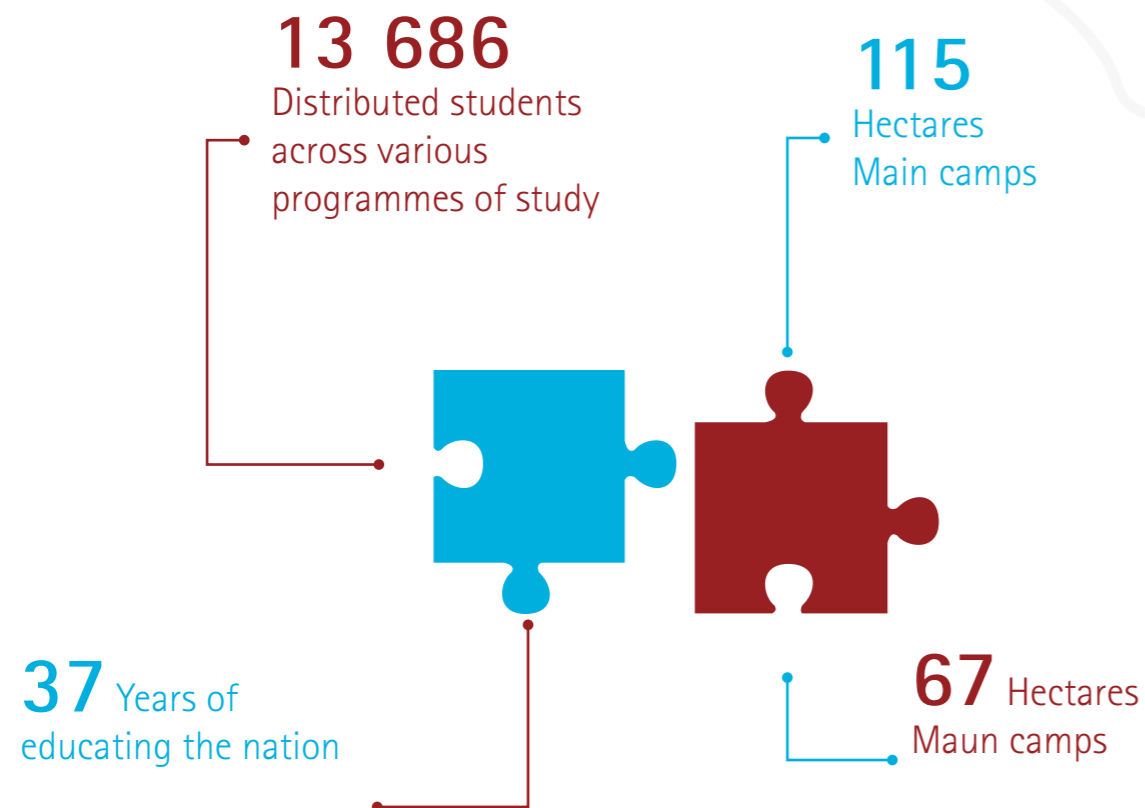 13 686
Distributed students
across various
programmes of study
115
Hectares
Main camps
37 Years of
educating the nation
67 Hectares
Maun camps